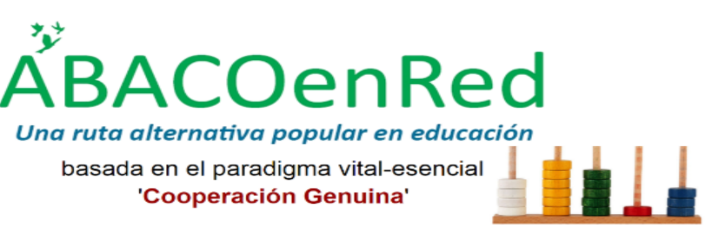 ABACOenRed
Una ruta alternativa popular en educación
basada en el paradigma vital-esencial
'Cooperación Genuina'